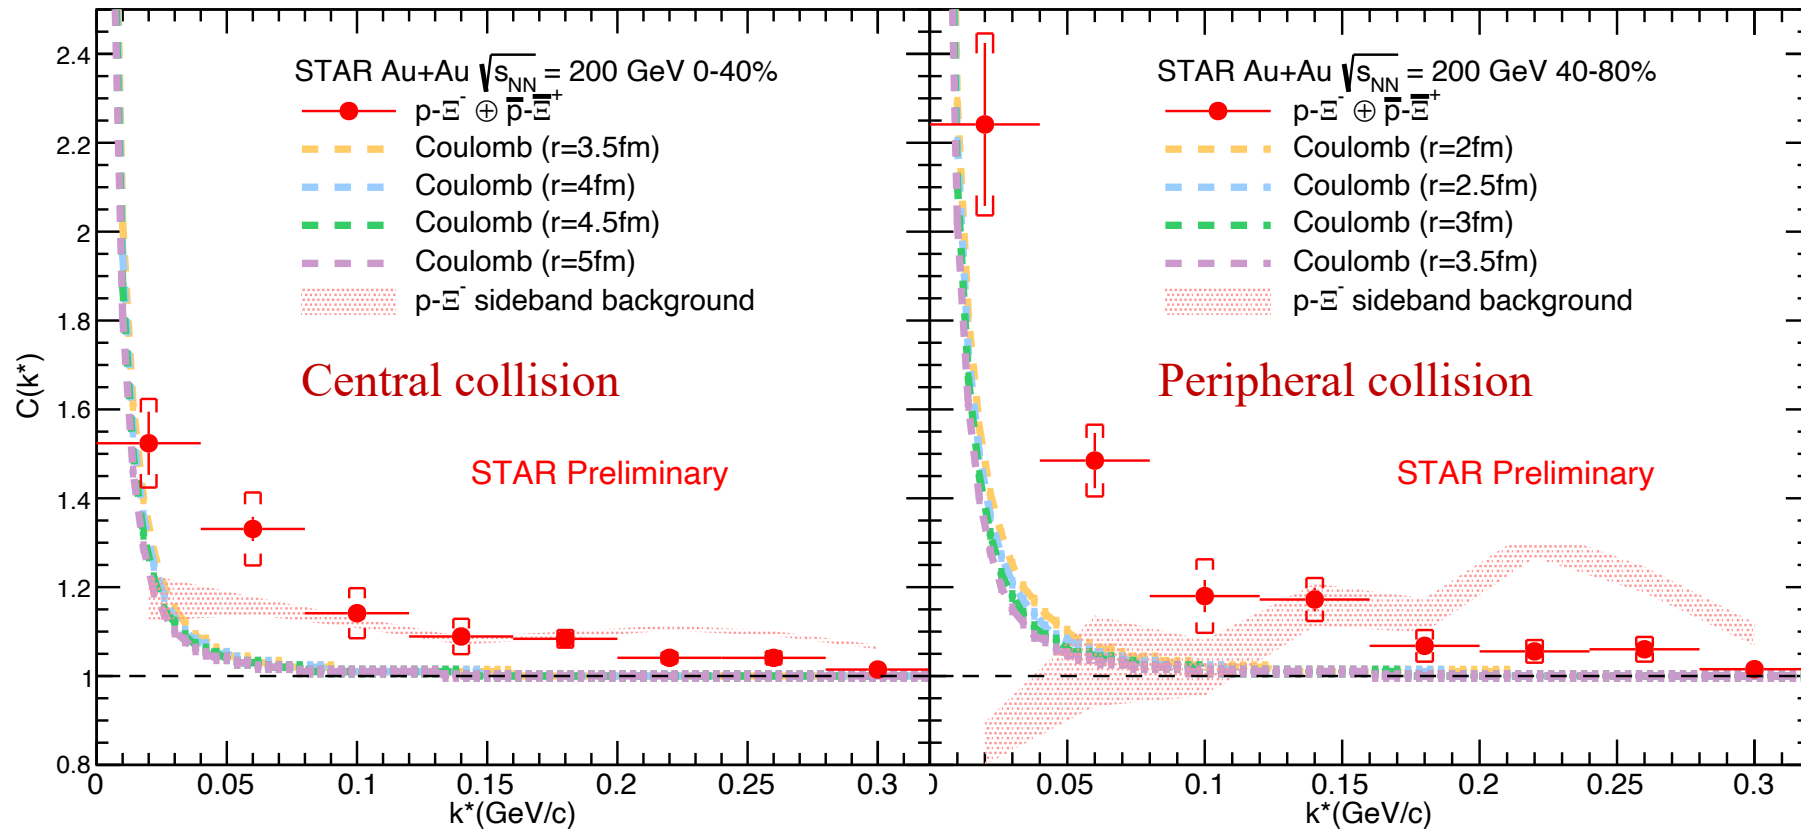 STAR Au+Au √s_NN = 200 GeV 0-40%
p-Ξ⁻ ⊕ p̅-Ξ̅⁺
Coulomb (r=3.5fm)
Coulomb (r=4fm)
Coulomb (r=4.5fm)
Coulomb (r=5fm)
p-Ξ⁻ sideband background
Central collision
STAR Preliminary
C(k*)
2.4
2.2
2
1.8
1.6
1.4
1.2
1
0.8
0 0.05 0.1 0.15 0.2 0.25 0.3
k*(GeV/c)
STAR Au+Au √s_NN = 200 GeV 40-80%
p-Ξ⁻ ⊕ p̅-Ξ̅⁺
Coulomb (r=2fm)
Coulomb (r=2.5fm)
Coulomb (r=3fm)
Coulomb (r=3.5fm)
p-Ξ⁻ sideband background
Peripheral collision
STAR Preliminary
0 0.05 0.1 0.15 0.2 0.25 0.3
k*(GeV/c)